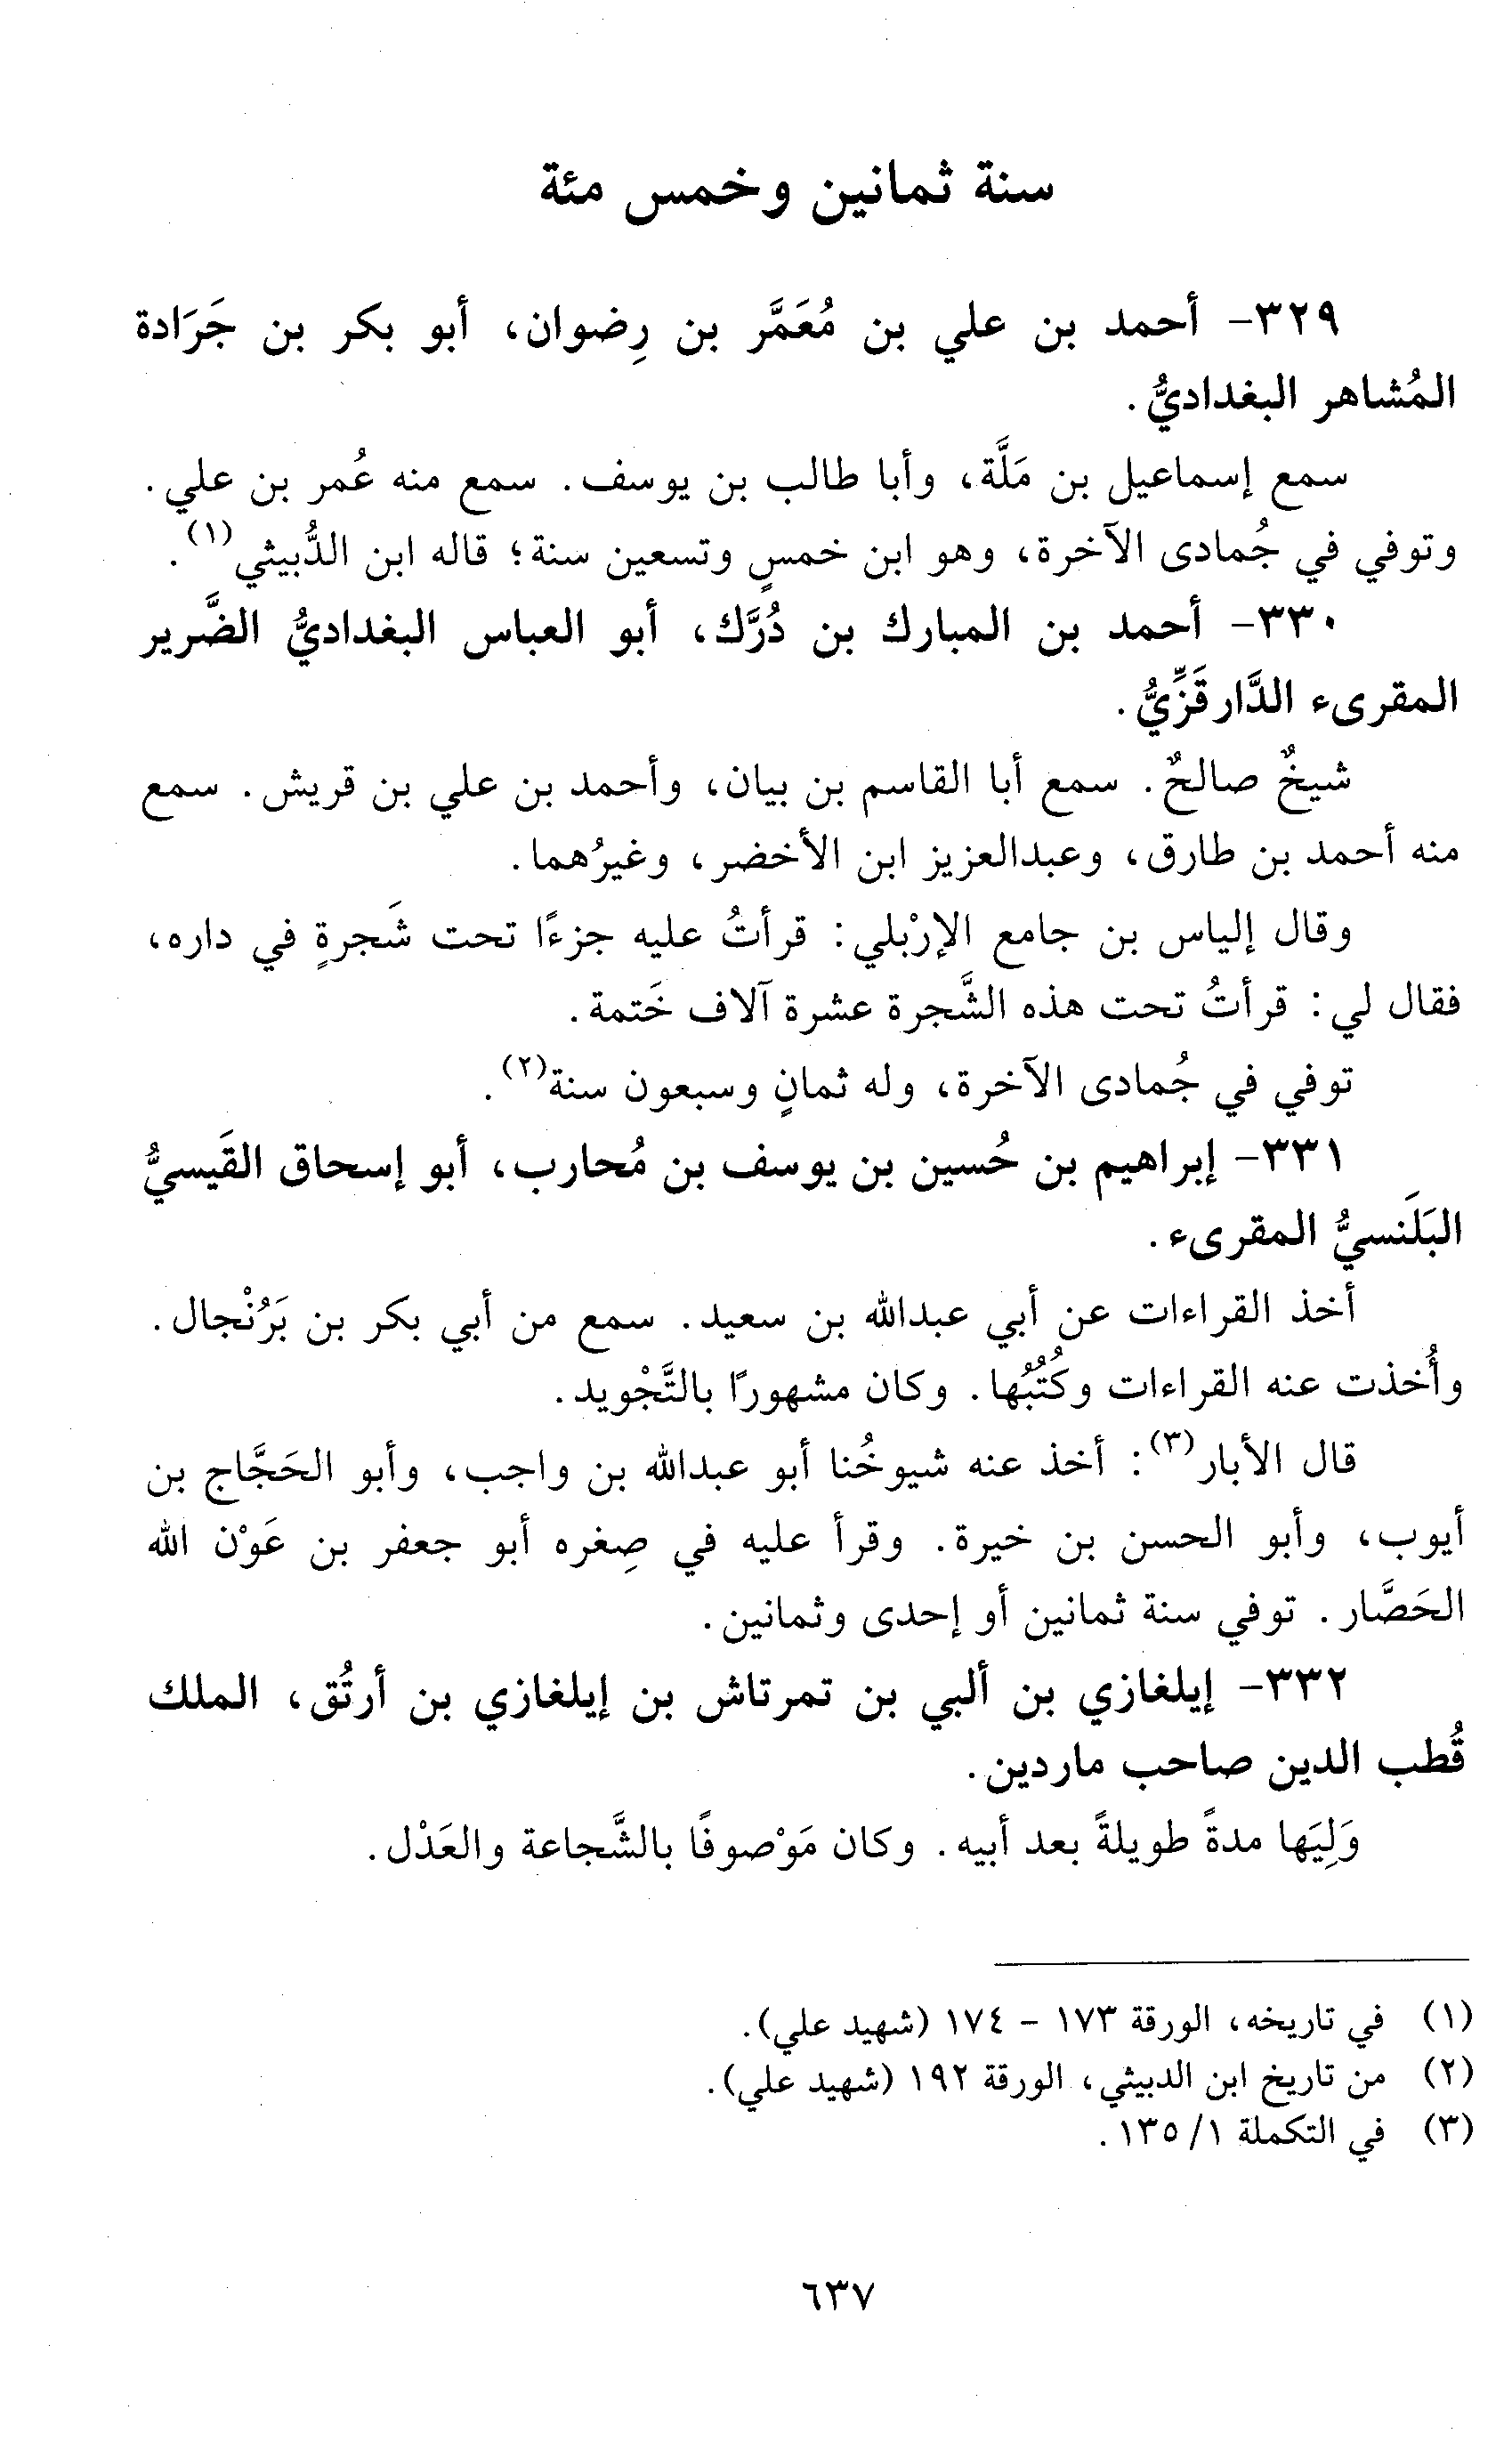 سنة ثمانين وخمس مئة
٣٢٩- أحمد بن علي بن مُعَمَّر بن رِضوان، أبو بكر بن جَرَادة
المُشاهر البغداديُّ.
سمع إسماعيل بن مَلَّة، وأبا طالب بن يوسف. سمع منه عُمر بن علي.
وتوفي في جُمادى الآخرة، وهو ابن خمسٍ وتسعين سنة؛ قاله ابن الدُّبيثي(١).
٣٣٠- أحمد بن المبارك بن دُرَّك، أبو العباس البغداديُّ الضَّرير
المقرىء الدَّارقَزِّيُّ.
شيخٌ صالحٌ. سمع أبا القاسم بن بيان، وأحمد بن علي بن قريش. سمع
منه أحمد بن طارق، وعبدالعزيز ابن الأخضر، وغيرُهما.
وقال إلياس بن جامع الإرْبلي: قرأتُ عليه جزءًا تحت شَجرةٍ في داره،
فقال لي: قرأتُ تحت هذه الشَّجرة عشرة آلاف خَتمة.
توفي في جُمادى الآخرة، وله ثمانٍ وسبعون سنة(٢).
٣٣١- إبراهيم بن حُسين بن يوسف بن مُحارب، أبو إسحاق القَيسيُّ
البَلَنسيُّ المقرىء.
أخذ القراءات عن أبي عبدالله بن سعيد. سمع من أبي بكر بن بَرُنْجال.
وأُخذت عنه القراءات وكُتُبُها. وكان مشهورًا بالتَّجْويد.
قال الأبار(٣): أخذ عنه شيوخُنا أبو عبدالله بن واجب، وأبو الحَجَّاج بن
أيوب، وأبو الحسن بن خيرة. وقرأ عليه في صِغره أبو جعفر بن عَوْن الله
الحَصَّار. توفي سنة ثمانين أو إحدى وثمانين.
٣٣٢- إيلغازي بن ألبي بن تمرتاش بن إيلغازي بن أرتُق، الملك
قُطب الدين صاحب ماردين.
وَلِيَها مدةً طويلةً بعد أبيه. وكان مَوْصوفًا بالشَّجاعة والعَدْل.
(١) في تاريخه، الورقة ١٧٣ - ١٧٤ (شهيد علي).
(٢) من تاريخ ابن الدبيثي، الورقة ١٩٢ (شهيد علي).
(٣) في التكملة ١/ ١٣٥.
٦٣٧